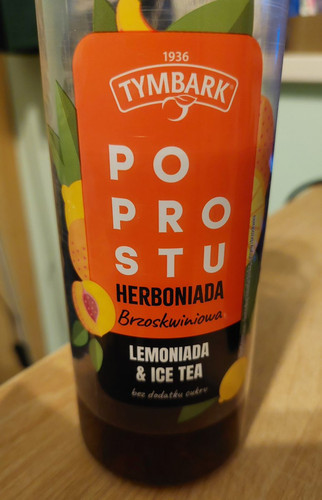 1936
TYMBARK
PO
PRO
STU
HERBONIADA
Brzoskwiniowa
LEMONIADA
& ICE TEA
bez dodatku cukru